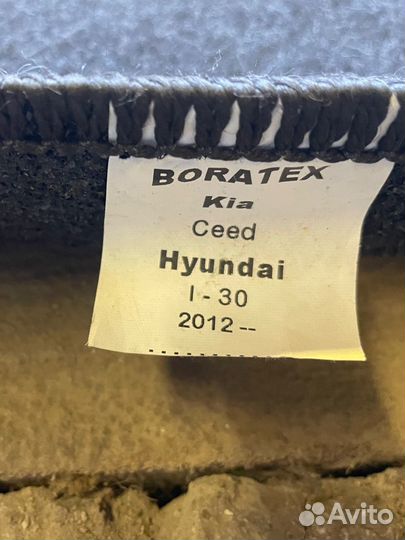 BORATEX
Kia
Ceed
Hyundai
I - 30
2012 --
Avito